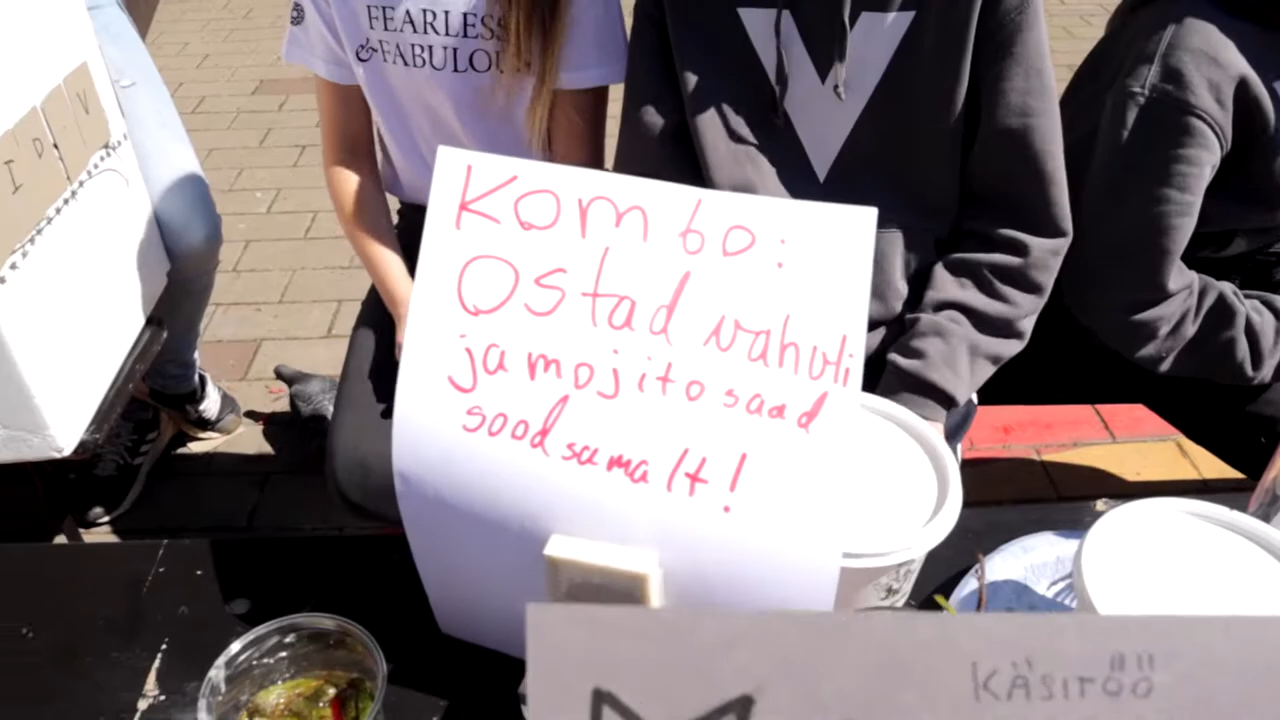 FEARLESS
&FABULOU
V
I D V
Kombo:
Ostad vahvli
ja mojito saad
soodsamalt!
KÄSITÖÖ